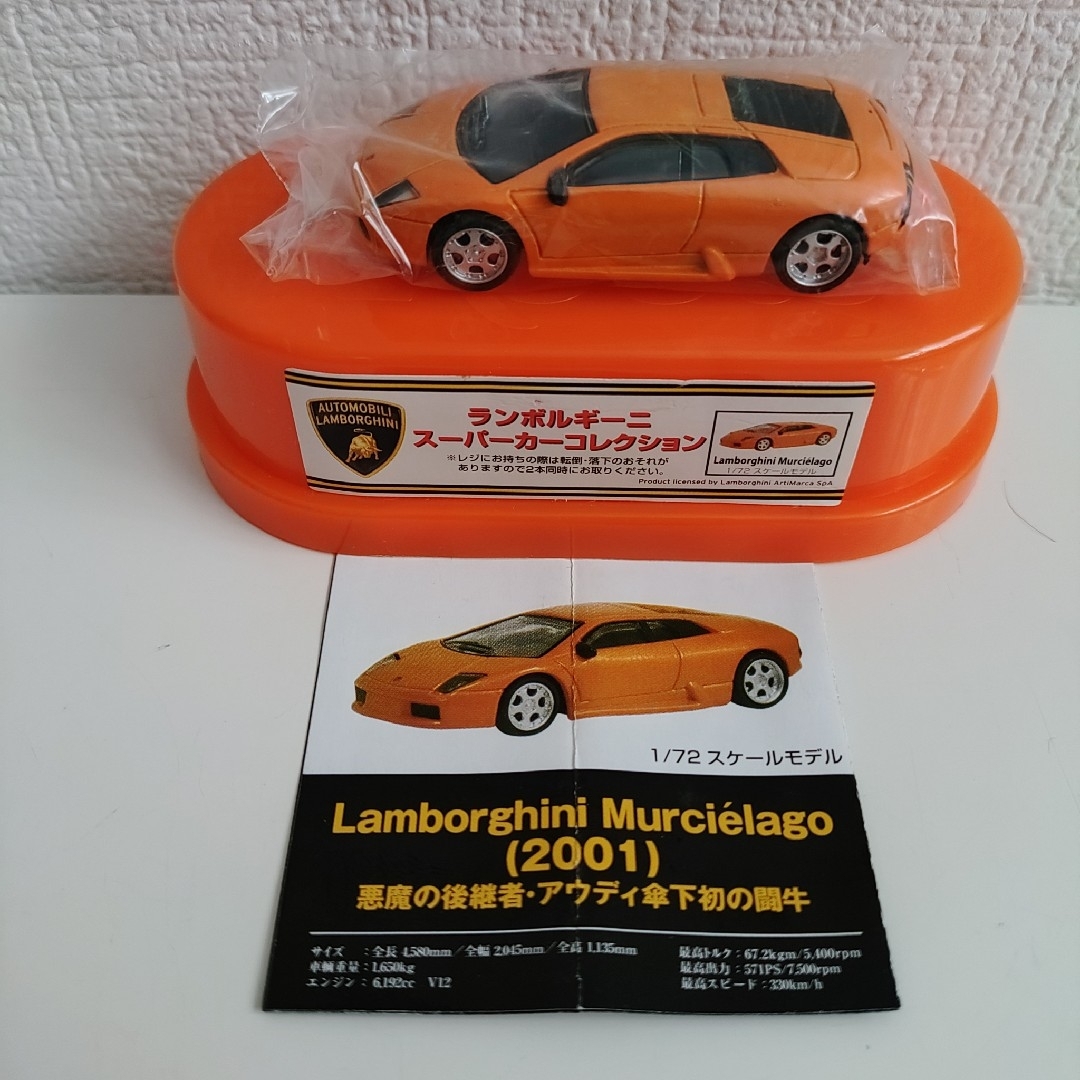 AUTOMOBILI
LAMBORGHINI
ランボルギーニ
スーパーカーコレクション
※レジにお持ちの際は転倒・落下のおそれが
ありますので2本同時にお取りください。
Lamborghini Murciélago
1/72 スケールモデル
Product licensed by Lamborghini ArtiMarca SpA
1/72 スケールモデル
Lamborghini Murciélago
(2001)
悪魔の後継者・アウディ傘下初の闘牛
サイズ：全長 4,580mm／全幅 2,045mm／全高 1,135mm
車輌重量：1,650kg
エンジン：6,192cc V12
最高トルク：67.2kgm/5,400rpm
最高出力：571PS/7,500rpm
最高スピード：330km/h